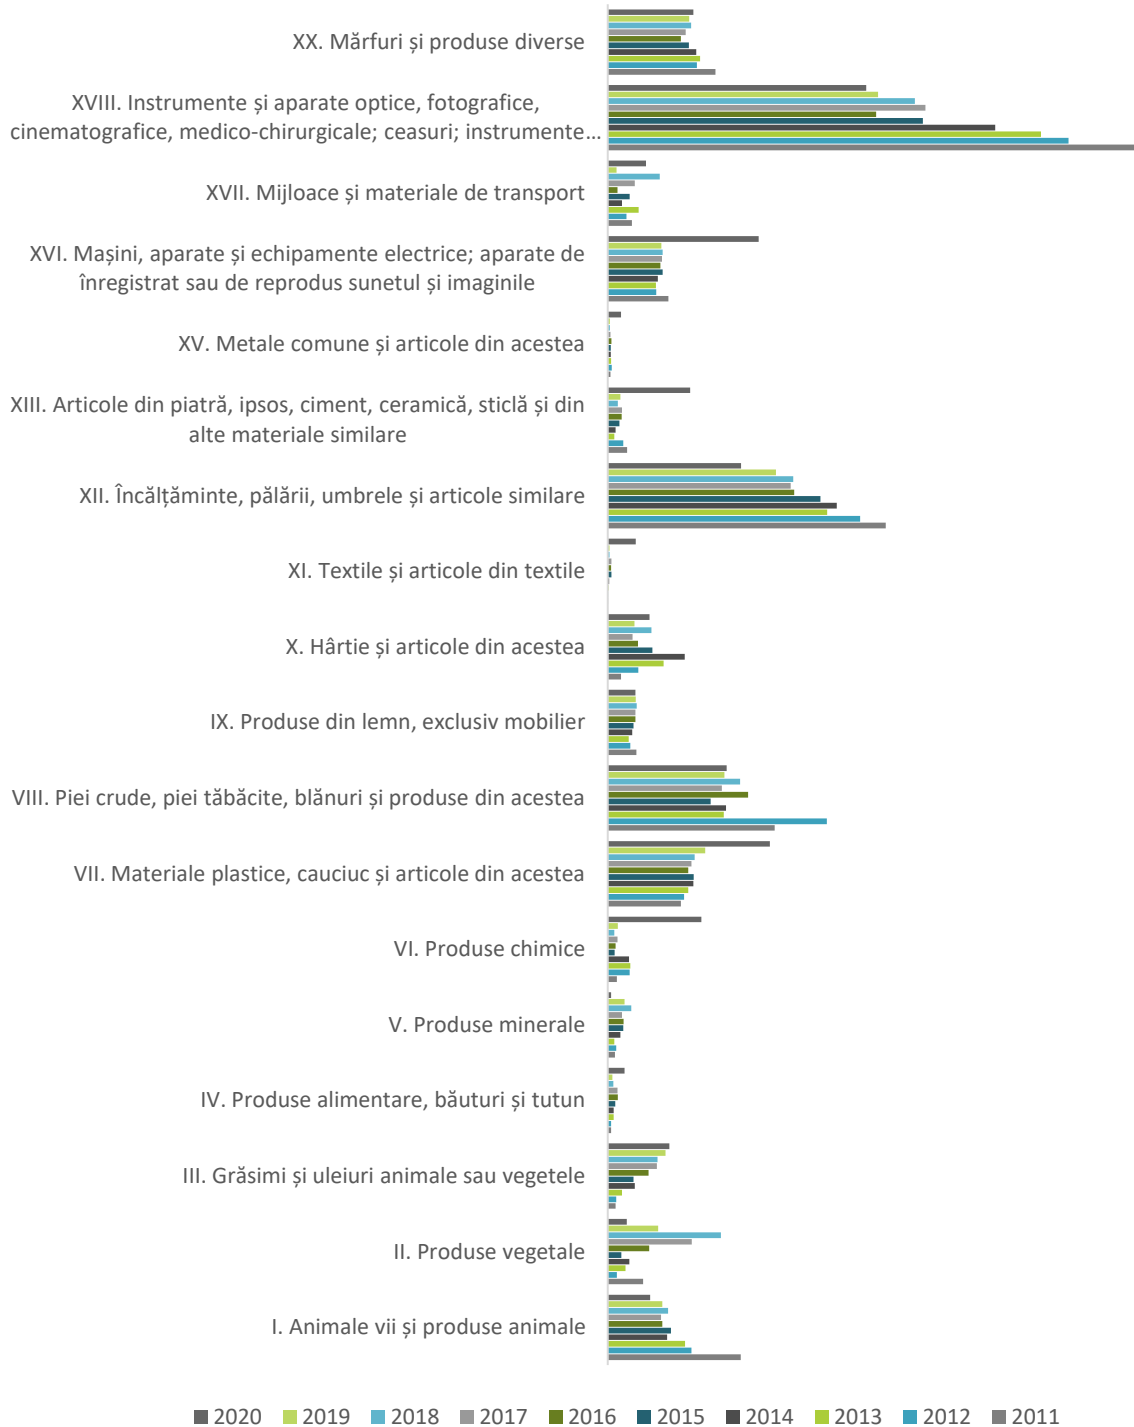 XX. Mărfuri și produse diverse
XVIII. Instrumente și aparate optice, fotografice,
cinematografice, medico-chirurgicale; ceasuri; instrumente...
XVII. Mijloace și materiale de transport
XVI. Mașini, aparate și echipamente electrice; aparate de
înregistrat sau de reprodus sunetul și imaginile
XV. Metale comune și articole din acestea
XIII. Articole din piatră, ipsos, ciment, ceramică, sticlă și din
alte materiale similare
XII. Încălțăminte, pălării, umbrele și articole similare
XI. Textile și articole din textile
X. Hârtie și articole din acestea
IX. Produse din lemn, exclusiv mobilier
VIII. Piei crude, piei tăbăcite, blănuri și produse din acestea
VII. Materiale plastice, cauciuc și articole din acestea
VI. Produse chimice
V. Produse minerale
IV. Produse alimentare, băuturi și tutun
III. Grăsimi și uleiuri animale sau vegetele
II. Produse vegetale
I. Animale vii și produse animale
2020 2019 2018 2017 2016 2015 2014 2013 2012 2011